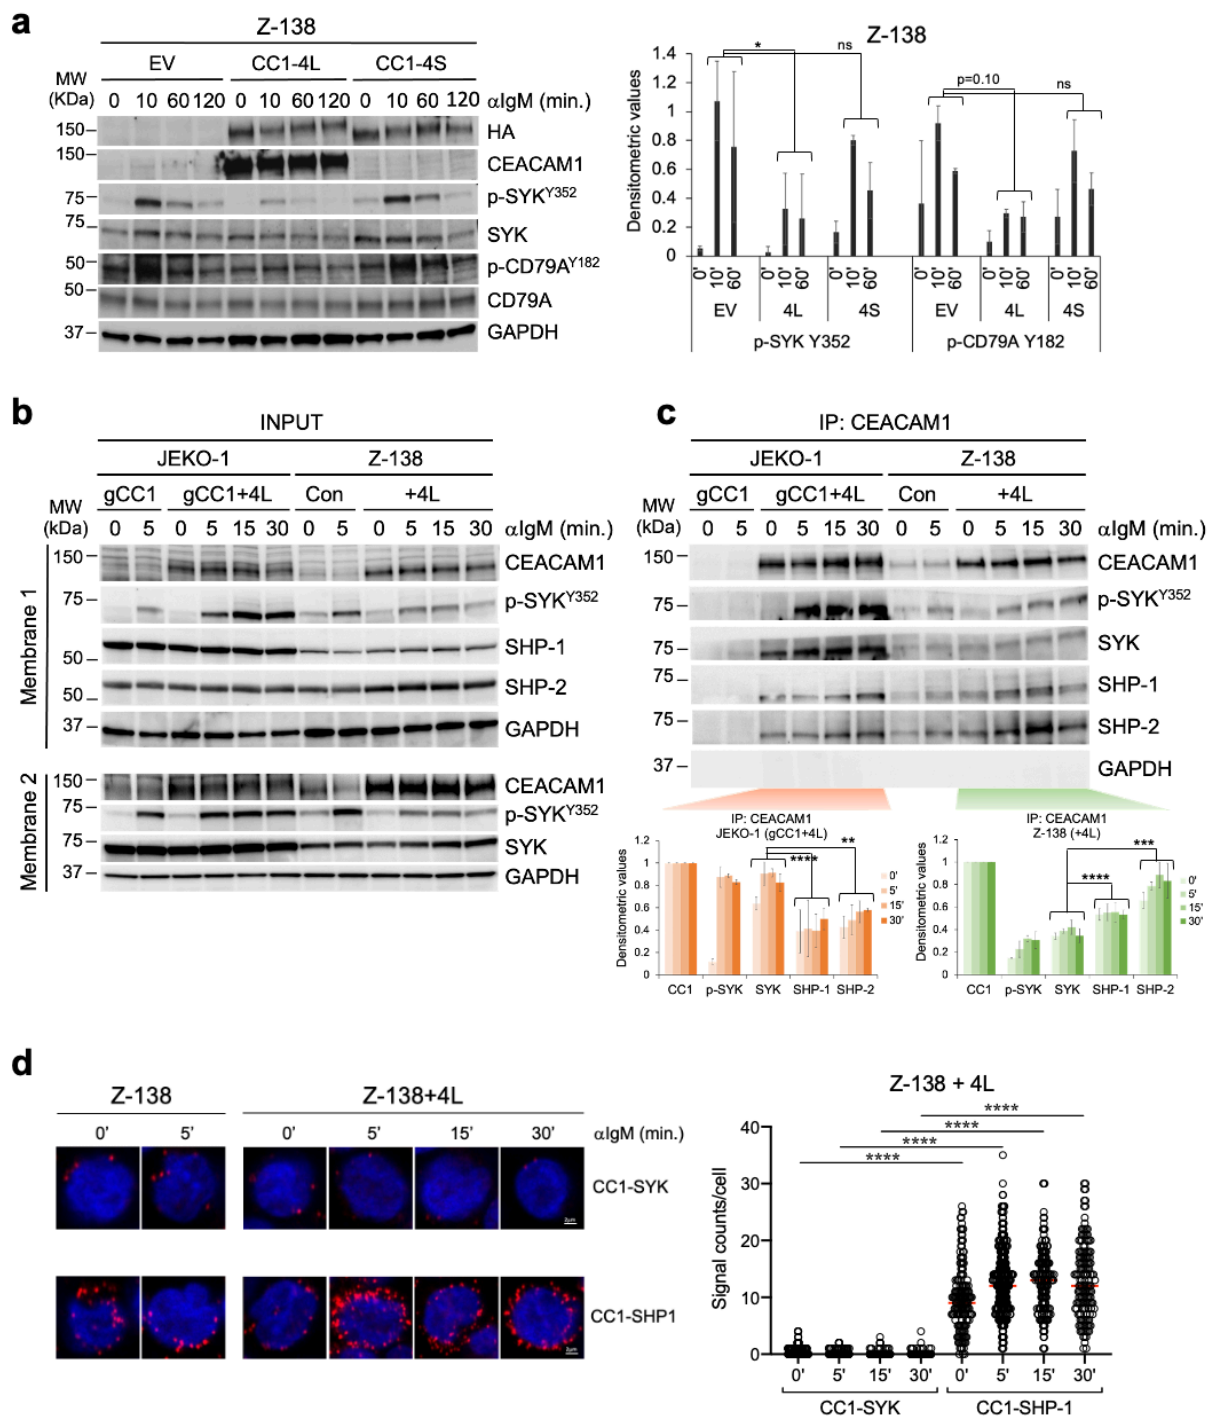 a
Z-138
EV CC1-4L CC1-4S
MW
(KDa)
0 10 60 120 0 10 60 120 0 10 60 120 αIgM (min.)
150 HA
150 CEACAM1
75 p-SYKY352
75 SYK
50 p-CD79AY182
50 CD79A
37 GAPDH
Z-138
Densitometric values
1.4
1.2
1
0.8
0.6
0.4
0.2
0
* ns p=0.10 ns
0' 10' 60' 0' 10' 60' 0' 10' 60' 0' 10' 60' 0' 10' 60' 0' 10' 60'
EV 4L 4S EV 4L 4S
p-SYK Y352 p-CD79A Y182
b
INPUT
JEKO-1 Z-138
gCC1 gCC1+4L Con +4L
MW
(kDa)
0 5 0 5 15 30 0 5 0 5 15 30 αIgM (min.)
Membrane 1
150 CEACAM1
75 p-SYKY352
50 SHP-1
50 SHP-2
37 GAPDH
Membrane 2
150 CEACAM1
75 p-SYKY352
75 SYK
37 GAPDH
c
IP: CEACAM1
JEKO-1 Z-138
gCC1 gCC1+4L Con +4L
MW
(kDa)
0 5 0 5 15 30 0 5 0 5 15 30 αIgM (min.)
150 CEACAM1
75 p-SYKY352
75 SYK
75 SHP-1
75 SHP-2
37 GAPDH
IP: CEACAM1
JEKO-1 (gCC1+4L)
Densitometric values
1.2
1
0.8
0.6
0.4
0.2
0
**** **
0'
5'
15'
30'
CC1 p-SYK SYK SHP-1 SHP-2
IP: CEACAM1
Z-138 (+4L)
Densitometric values
1.2
1
0.8
0.6
0.4
0.2
0
**** ***
0'
5'
15'
30'
CC1 p-SYK SYK SHP-1 SHP-2
d
Z-138 Z-138+4L
0' 5' 0' 5' 15' 30' αIgM (min.)
CC1-SYK
2μm
CC1-SHP1
2μm
Z-138 + 4L
Signal counts/cell
40
30
20
10
0
****
****
****
****
0' 5' 15' 30' 0' 5' 15' 30'
CC1-SYK CC1-SHP-1